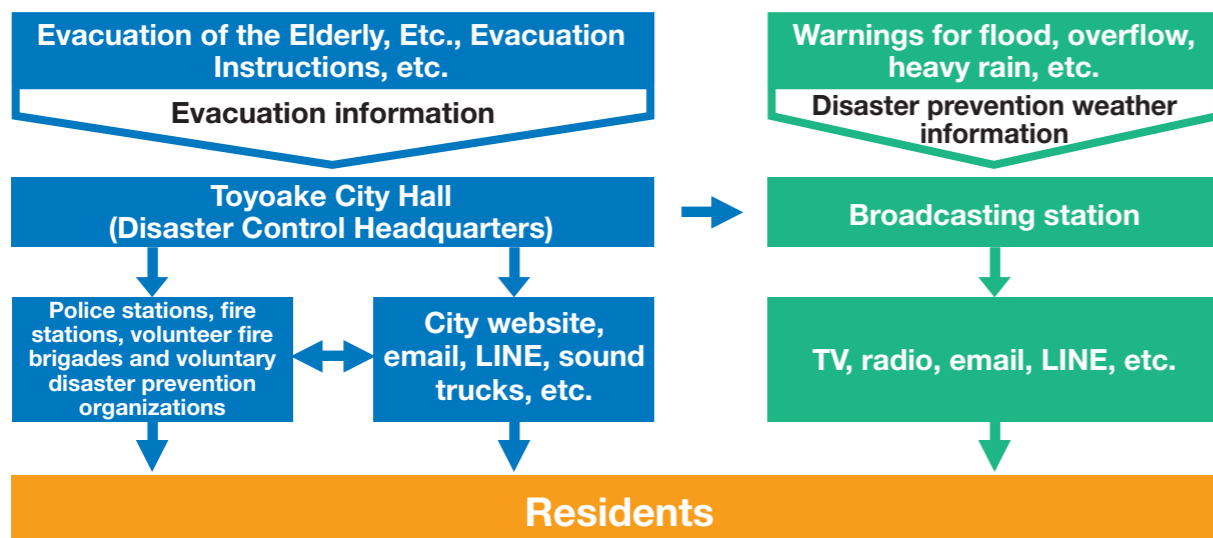 Evacuation of the Elderly, Etc., Evacuation
Instructions, etc.
Evacuation information
Warnings for flood, overflow,
heavy rain, etc.
Disaster prevention weather
information
Toyoake City Hall
(Disaster Control Headquarters)
Broadcasting station
Police stations, fire
stations, volunteer fire
brigades and voluntary
disaster prevention
organizations
City website,
email, LINE, sound
trucks, etc.
TV, radio, email, LINE, etc.
Residents